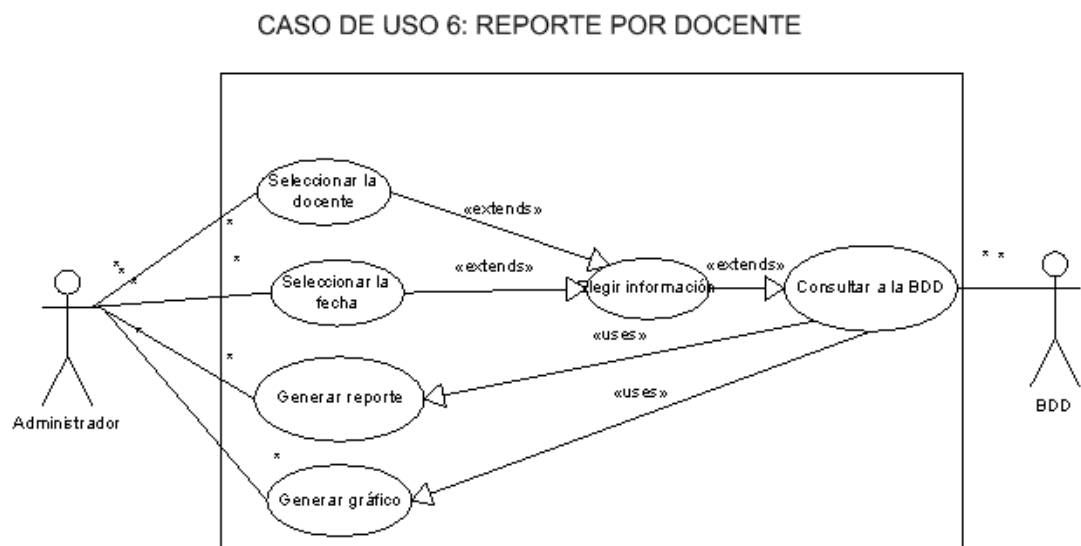 CASO DE USO 6: REPORTE POR DOCENTE
Seleccionar la
docente
«extends»
*
*
*
*
*
* *
Seleccionar la
fecha
«extends»
Elegir información
«extends»
Consultar a la BDD
«uses»
*
*
Generar reporte
«uses»
Administrador
BDD
*
Generar gráfico